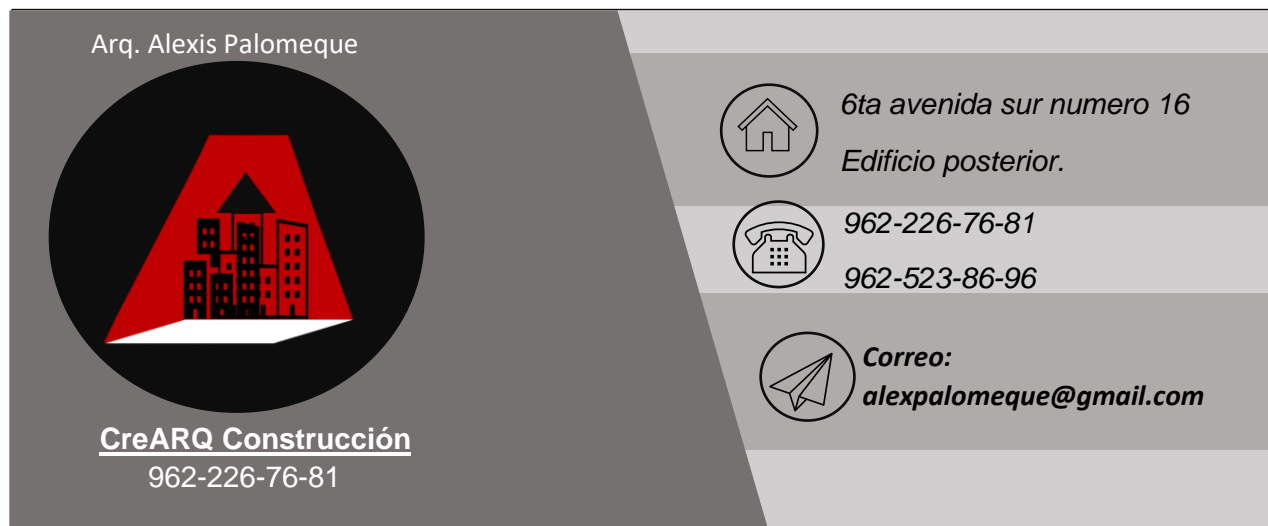 Arq. Alexis Palomeque
CreARQ Construcción
962-226-76-81
6ta avenida sur numero 16
Edificio posterior.
962-226-76-81
962-523-86-96
Correo:
alexpalomeque@gmail.com